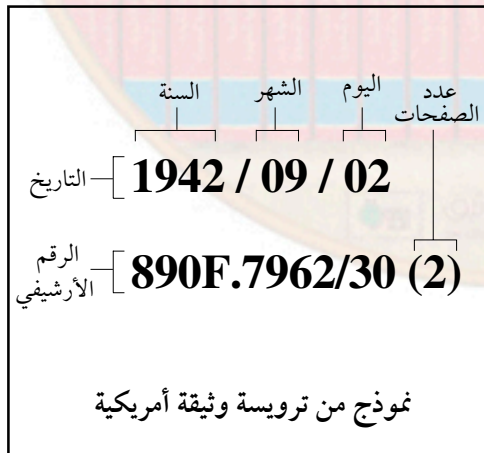 السنة الشهر اليوم عدد الصفحات
التاريخ 1942 / 09 / 02
الرقم الأرشيفي 890F.7962/30 (2)
نموذج من ترويسة وثيقة أمريكية